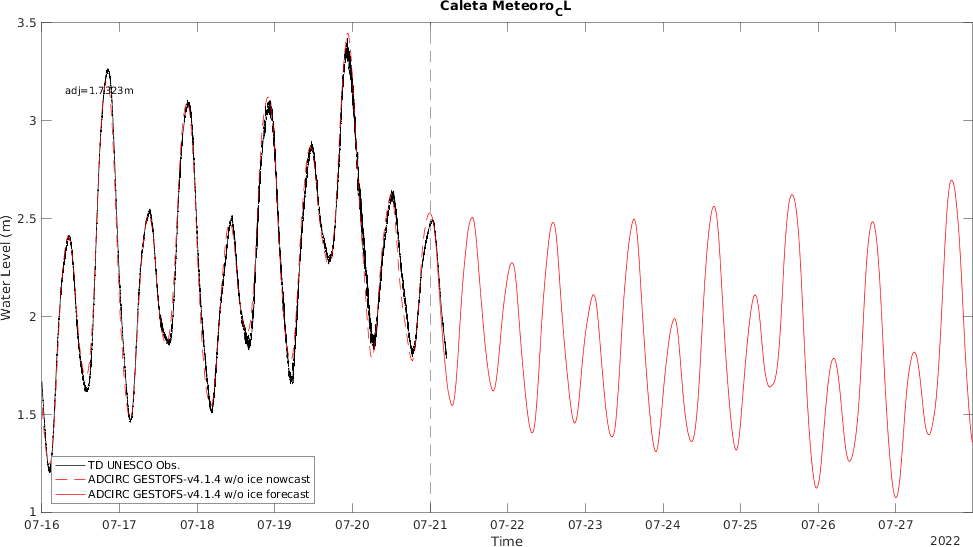 Caleta Meteoro_CL
adj=1.7323m
Water Level (m)
3.5
3
2.5
2
1.5
1
TD UNESCO Obs.
ADCIRC GESTOFS-v4.1.4 w/o ice nowcast
ADCIRC GESTOFS-v4.1.4 w/o ice forecast
07-16 07-17 07-18 07-19 07-20 07-21 07-22 07-23 07-24 07-25 07-26 07-27
Time
2022